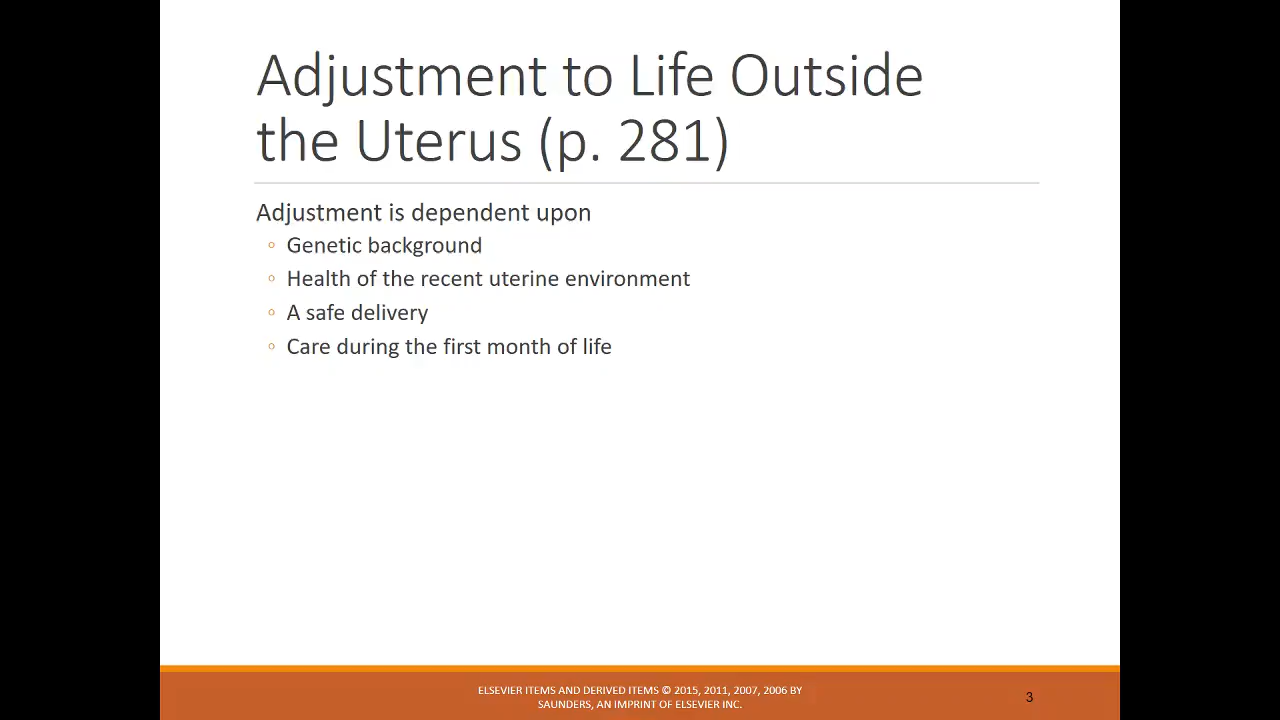 Adjustment to Life Outside
the Uterus (p. 281)
Adjustment is dependent upon
◦ Genetic background
◦ Health of the recent uterine environment
◦ A safe delivery
◦ Care during the first month of life
ELSEVIER ITEMS AND DERIVED ITEMS © 2015, 2011, 2007, 2006 BY
SAUNDERS, AN IMPRINT OF ELSEVIER INC.
3